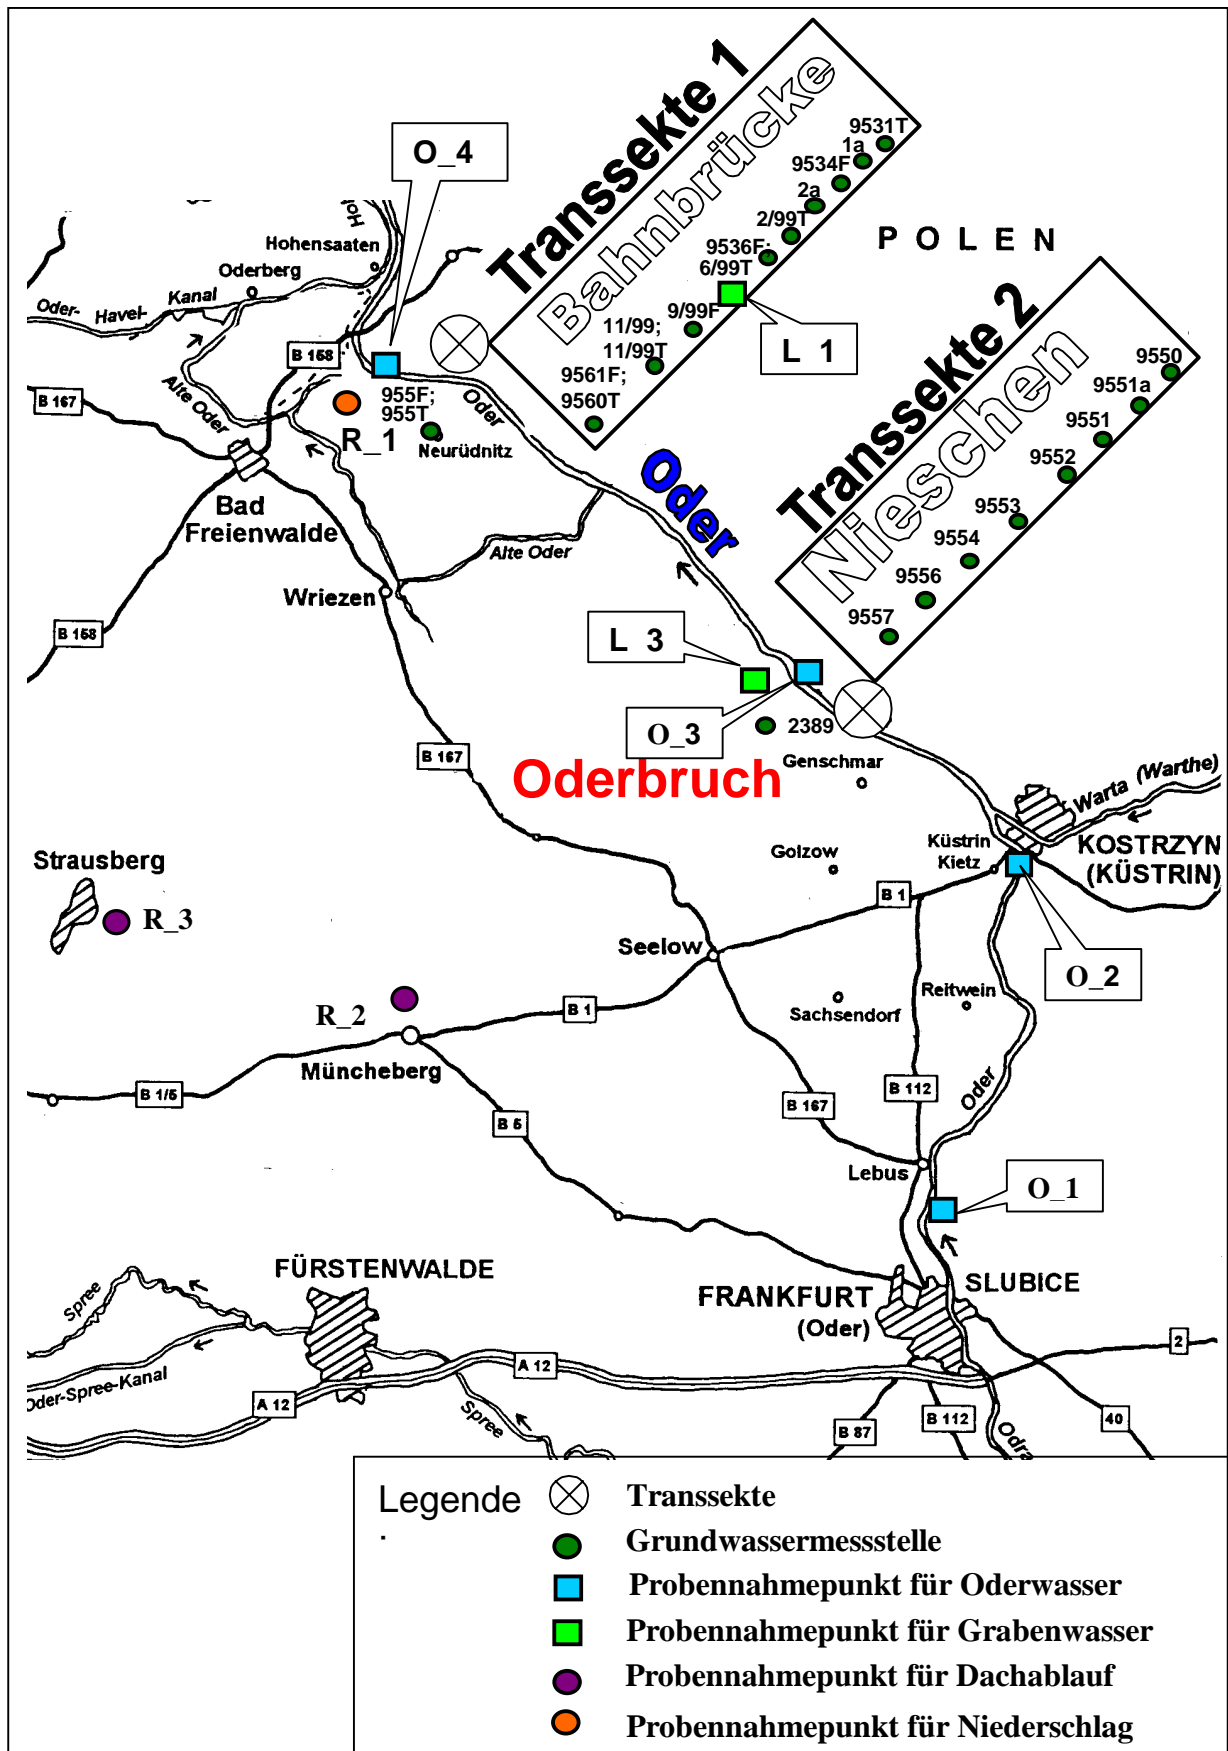 Transsekte 1
Bahnbrücke
9531T
1a
9534F
2a
2/99T
9536F;
6/99T
9/99F
11/99;
11/99T
9561F;
9560T
L 1
O_4
POLEN
Transsekte 2
Nieschen
9550
9551a
9551
9552
9553
9554
9556
9557
Hohensaaten
Oderberg
Oder- Havel- Kanal
B 158
B 167
Alte Oder
R_1
955F;
955T
Neurüdnitz
Oder
Bad
Freienwalde
Oder
Alte Oder
Wriezen
B 158
L 3
O_3
2389
Genschmar
B 167
Oderbruch
Warta (Warthe)
Küstrin
Kietz
KOSTRZYN
(KÜSTRIN)
Golzow
Strausberg
R_3
B 1
Seelow
O_2
Reitwein
Sachsendorf
R_2
B 1
Müncheberg
B 1/5
B 5
B 167
B 112
Oder
Lebus
O_1
FÜRSTENWALDE
SLUBICE
FRANKFURT
(Oder)
Spree
Oder-Spree-Kanal
A 12
A 12
Spree
2
B 87
B 112
40
Odra
Legende
.
Transsekte
Grundwassermessstelle
Probennahmepunkt für Oderwasser
Probennahmepunkt für Grabenwasser
Probennahmepunkt für Dachablauf
Probennahmepunkt für Niederschlag